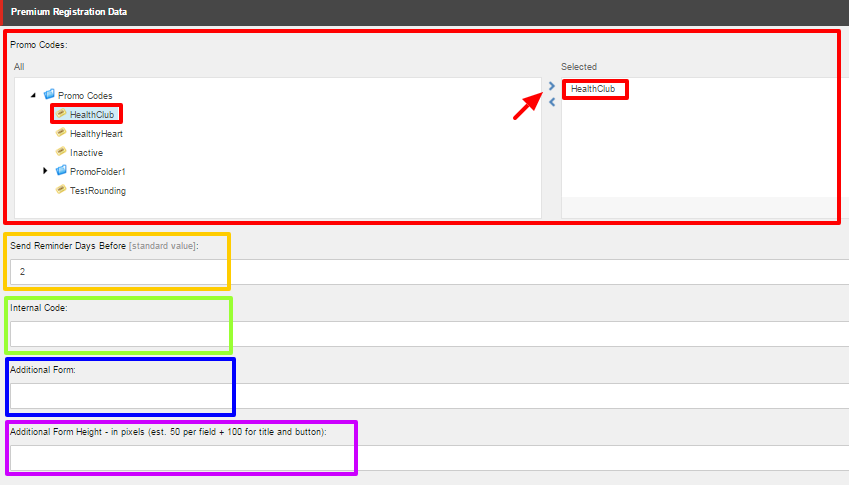 Premium Registration Data
Promo Codes:
All
Selected
Promo Codes
HealthClub
HealthyHeart
Inactive
PromoFolder1
TestRounding
HealthClub
Send Reminder Days Before [standard value]:
2
Internal Code:
Additional Form:
Additional Form Height - in pixels (est. 50 per field + 100 for title and button):